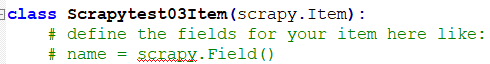 class Scrapytest03Item(scrapy.Item):
# define the fields for your item here like:
# name = scrapy.Field()